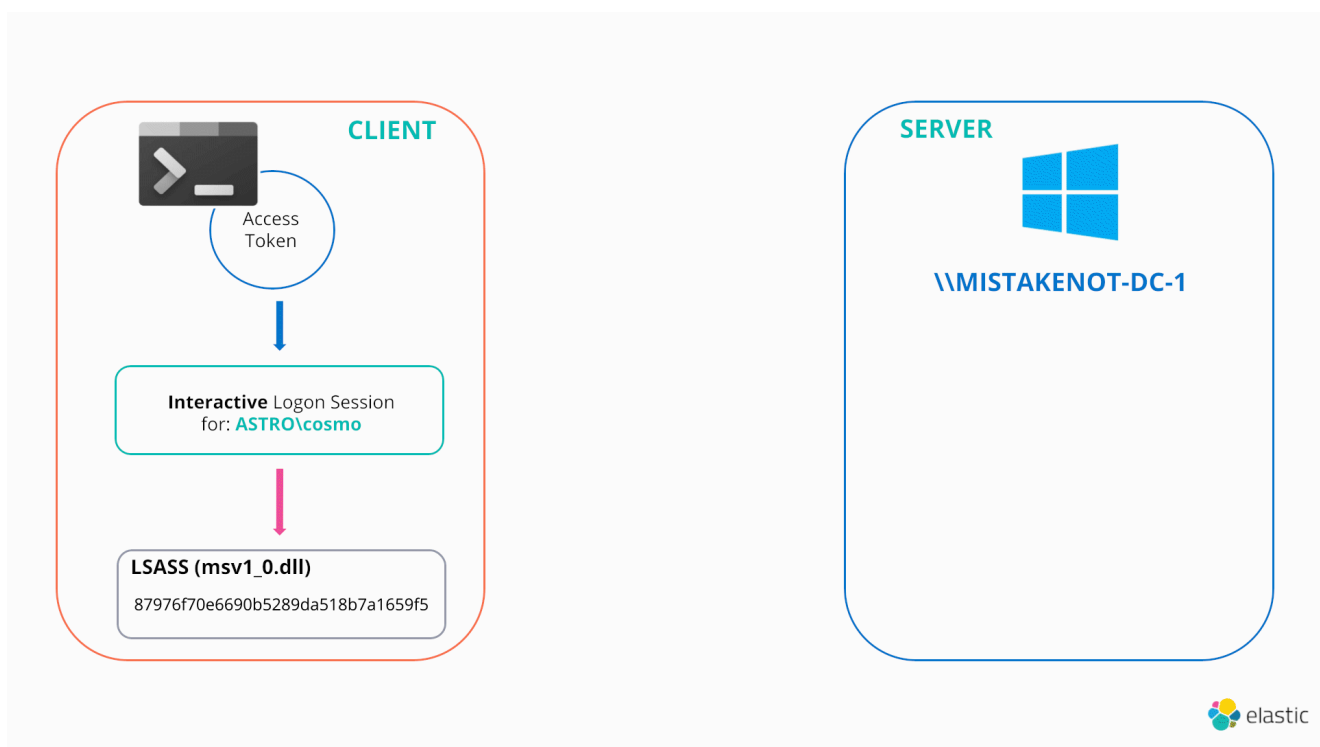 CLIENT
Access
Token
Interactive Logon Session
for: ASTRO\cosmo
LSASS (msv1_0.dll)
87976f70e6690b5289da518b7a1659f5
SERVER
\\MISTAKENOT-DC-1
elastic